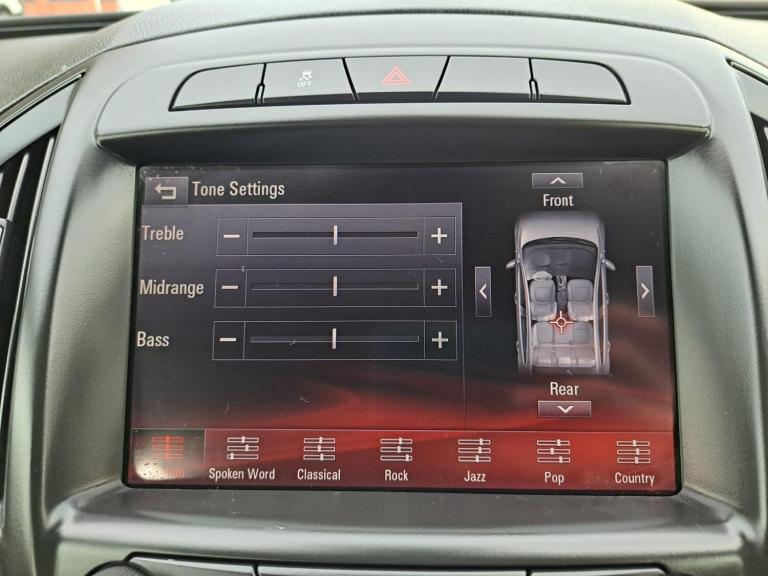 OFF
Tone Settings
Front
Treble
Midrange
Bass
Rear
Spoken Word
Classical
Rock
Jazz
Pop
Country